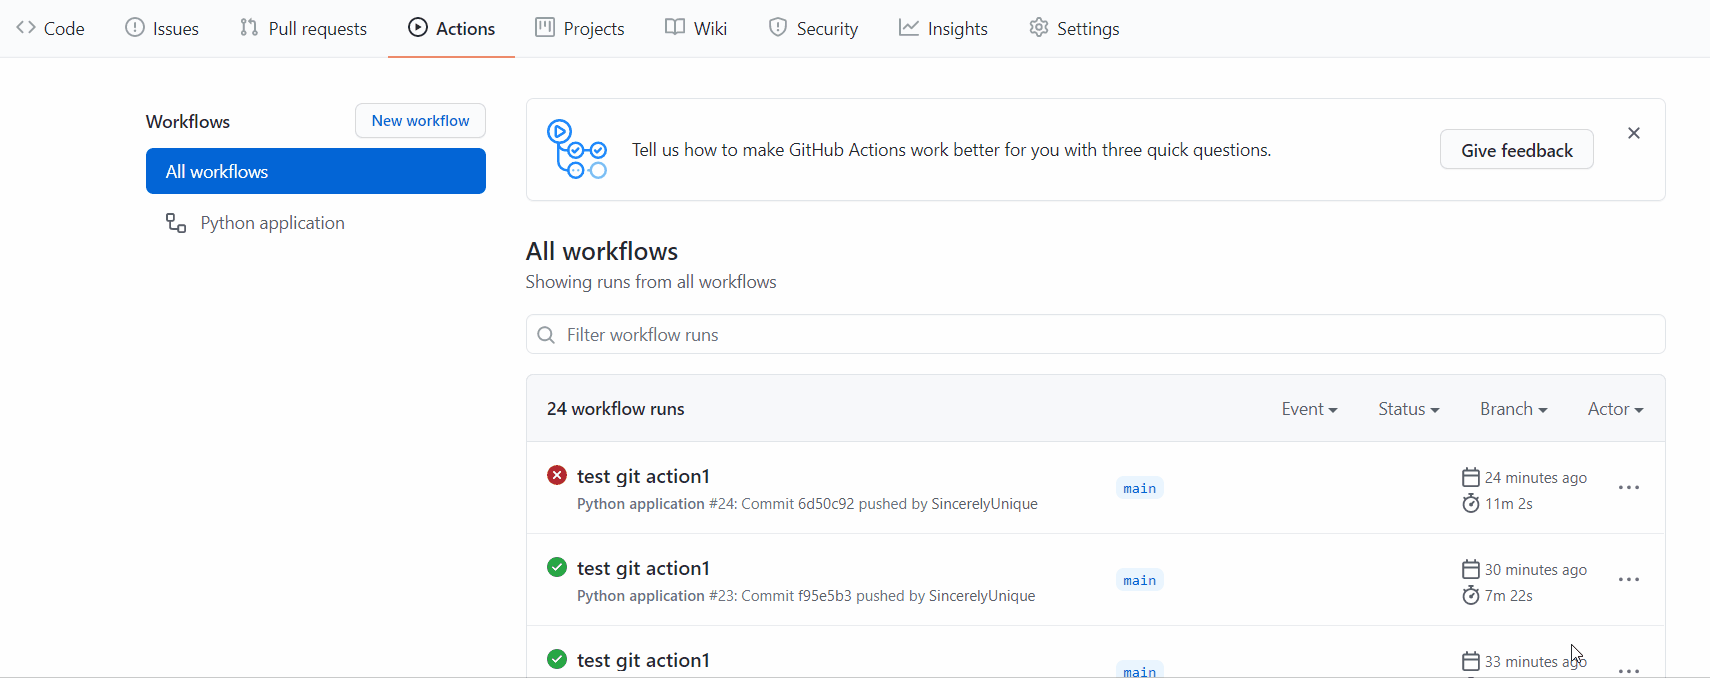 Code Issues Pull requests Actions Projects Wiki Security Insights Settings
Workflows
New workflow
All workflows
Python application
Tell us how to make GitHub Actions work better for you with three quick questions.
Give feedback
All workflows
Showing runs from all workflows
Filter workflow runs
24 workflow runs
Event Status Branch Actor
test git action1
Python application #24: Commit 6d50c92 pushed by SincerelyUnique
main
24 minutes ago
11m 2s
test git action1
Python application #23: Commit f95e5b3 pushed by SincerelyUnique
main
30 minutes ago
7m 22s
test git action1
main
33 minutes ago